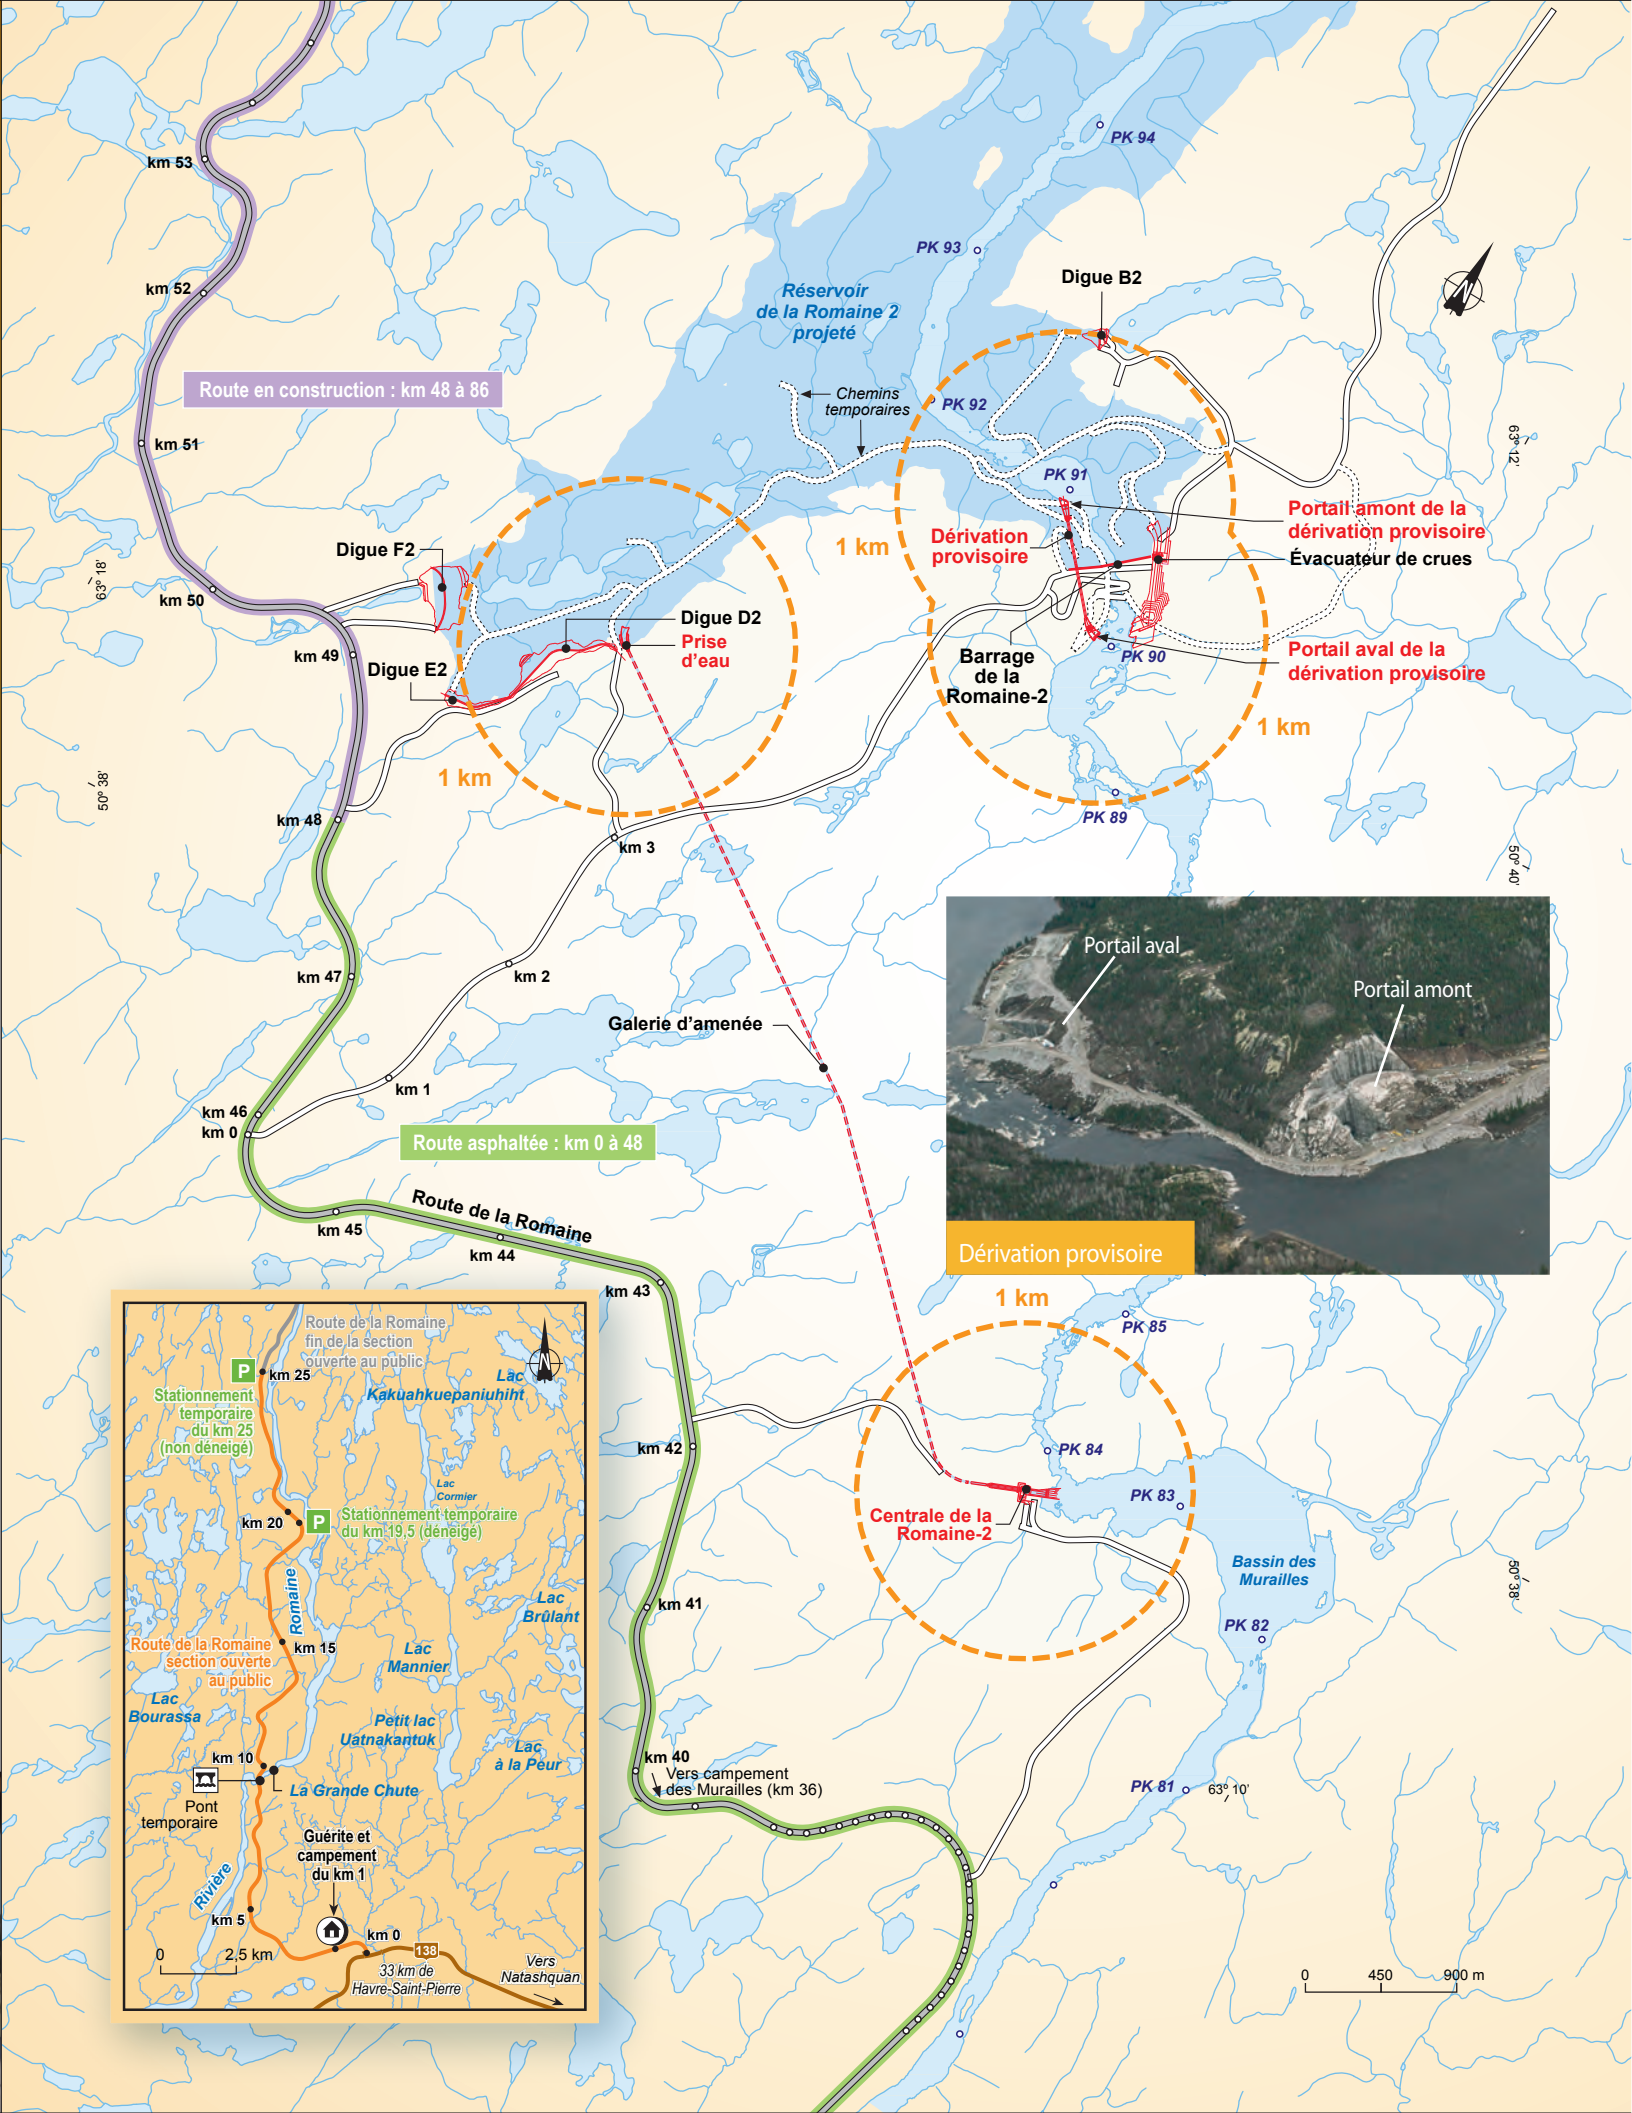 km 53
PK 94
PK 93
Digue B2
km 52
Réservoir
de la Romaine 2
projeté
N
Route en construction : km 48 à 86
Chemins
temporaires
PK 92
km 51
63º 12'
PK 91
Portail amont de la
dérivation provisoire
Dérivation
provisoire
1 km
Digue F2
Évacuateur de crues
63º 18'
km 50
Digue D2
Prise
d'eau
km 49
Digue E2
Barrage
de la
Romaine-2
PK 90
Portail aval de la
dérivation provisoire
1 km
1 km
50º 38'
km 48
PK 89
km 3
50º 40'
Portail aval
Portail amont
Dérivation provisoire
km 47
km 2
Galerie d'amenée
km 1
km 46
km 0
Route asphaltée : km 0 à 48
Route de la Romaine
km 45
km 44
km 43
1 km
PK 85
km 42
PK 84
PK 83
Centrale de la
Romaine-2
Bassin des
Murailles
50º 38'
km 41
PK 82
km 40
Vers campement
des Murailles (km 36)
PK 81
63º 10'
0 450 900 m
Route de la Romaine
fin de la section
ouverte au public
N
P
km 25
Lac
Kakuahkuepaniuhiht
Stationnement
temporaire
du km 25
(non déneigé)
Lac
Cormier
km 20
P
Stationnement temporaire
du km 19,5 (déneigé)
Romaine
Lac
Brûlant
Route de la Romaine
section ouverte
au public
km 15
Lac
Mannier
Lac
Bourassa
Petit lac
Uatnakantuk
Lac
à la Peur
km 10
La Grande Chute
Pont
temporaire
Guérite et
campement
du km 1
Rivière
km 5
km 0
138
0 2,5 km
33 km de
Havre-Saint-Pierre
Vers
Natashquan